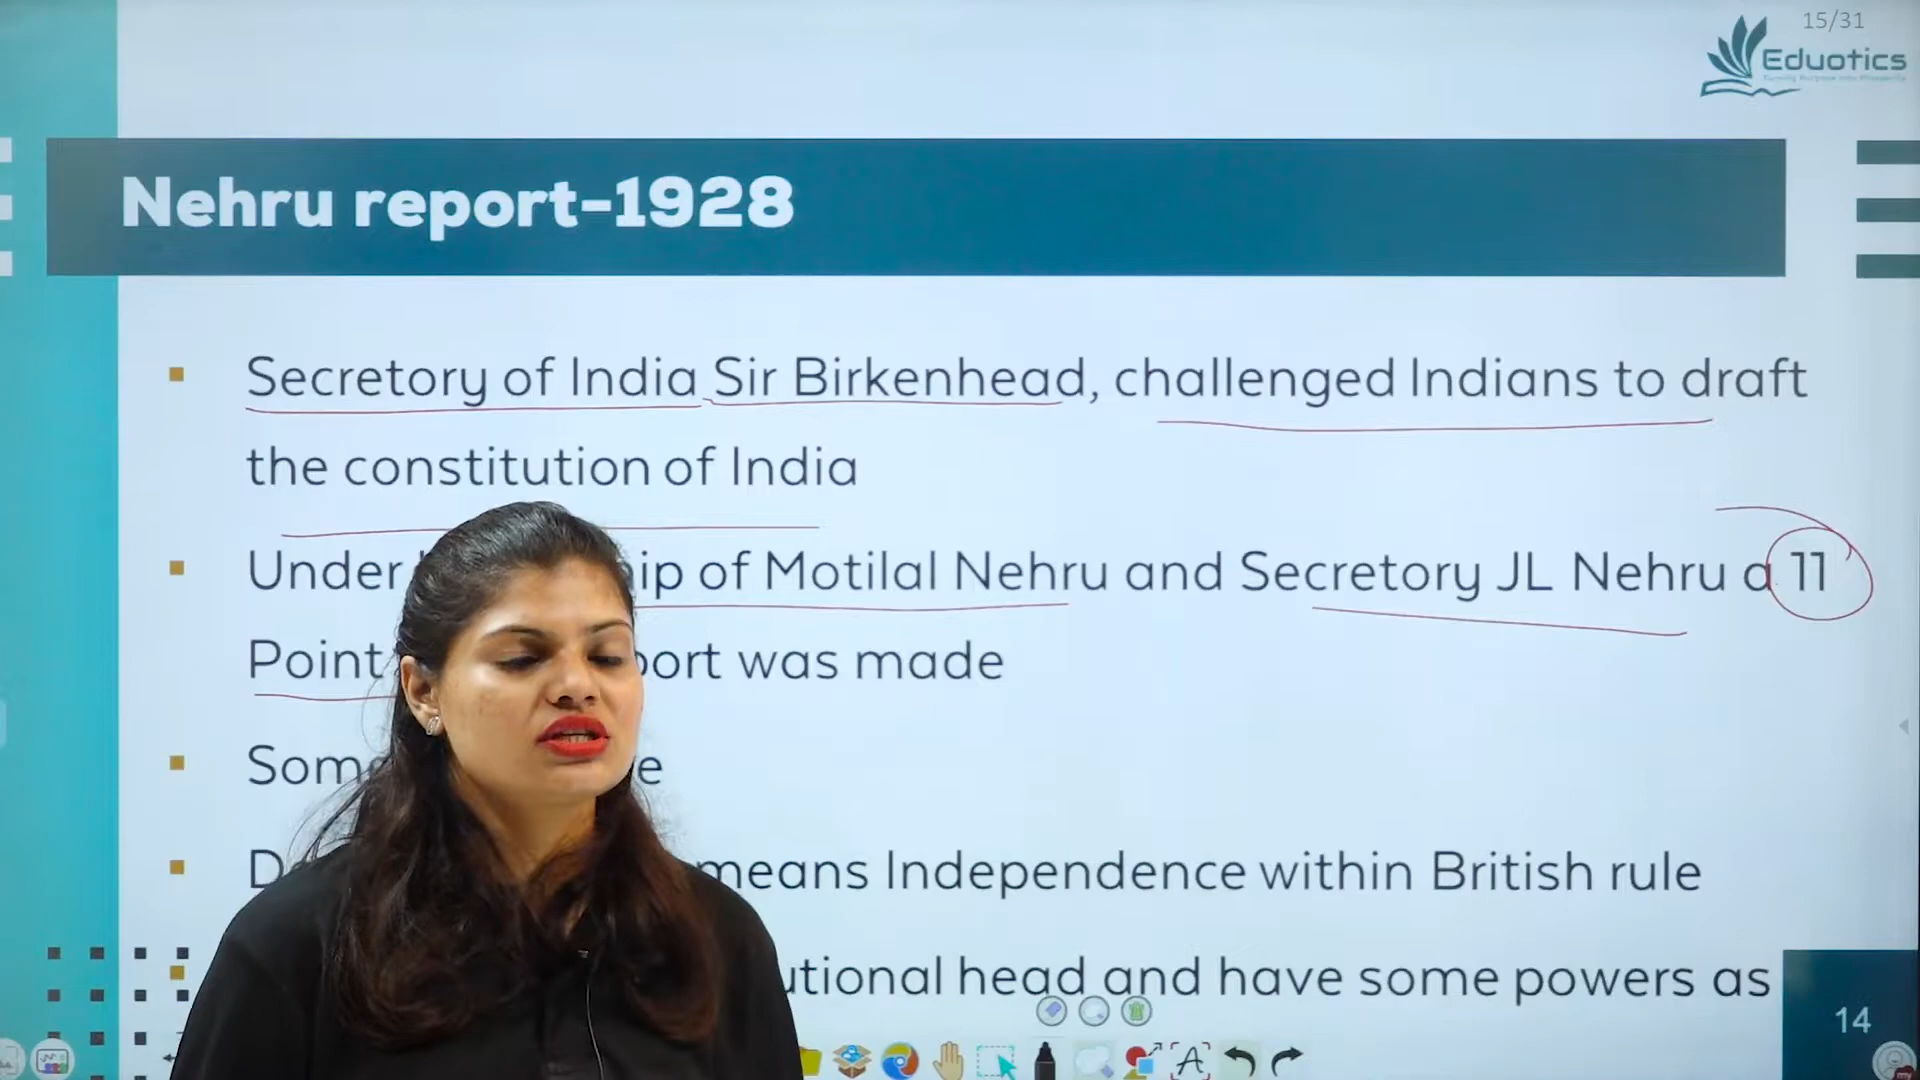 15/31
Eduotics
Nehru report-1928
Secretory of India Sir Birkenhead, challenged Indians to draft
the constitution of India
Under ip of Motilal Nehru and Secretory JL Nehru a 11
Point port was made
Som e
D means Independence within British rule
utional head and have some powers as
14